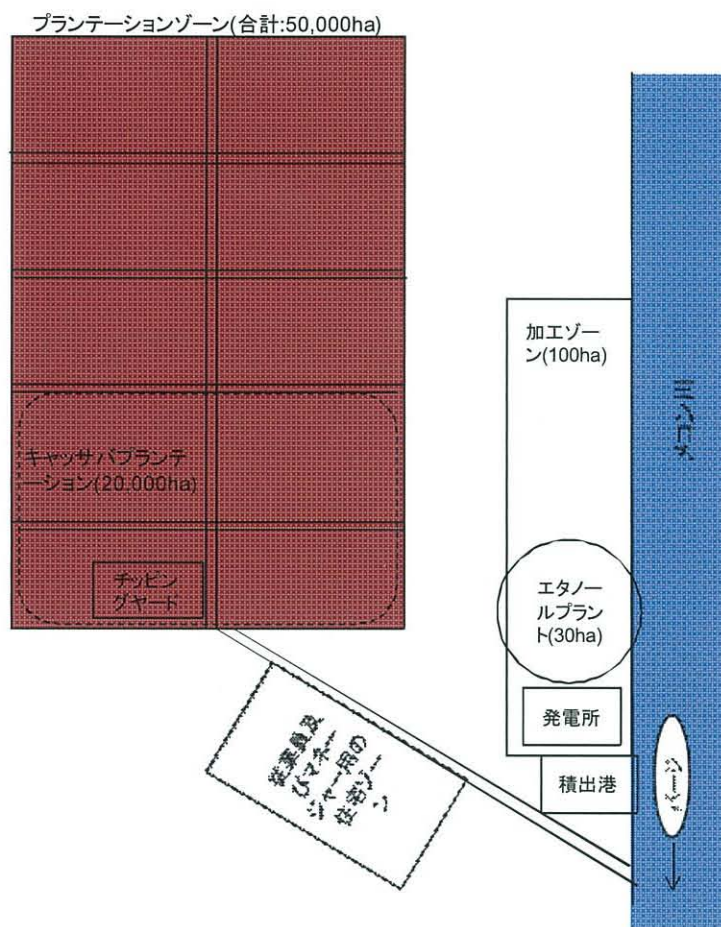 プランテーションゾーン(合計:50,000ha)
加工ゾー
ン(100ha)
キャッサバプランテ
ーション(20,000ha)
チッピン
グヤード
エタノー
ルプラン
ト(30ha)
発電所
積出港
バージ
従業員及
びマネー
ジャー用の
住宅ゾー
ン